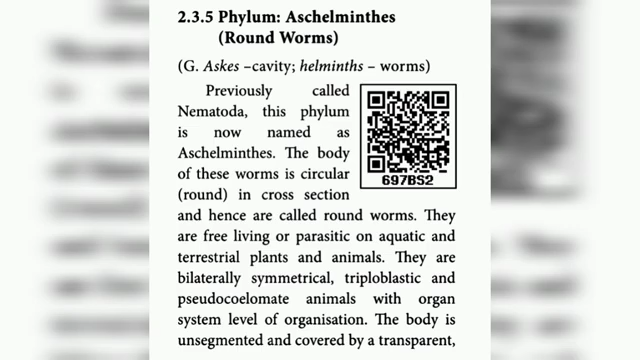 2.3.5 Phylum: Aschelminthes
(Round Worms)
(G. Askes –cavity; helminths – worms)
Previously called
Nematoda, this phylum
is now named as
Aschelminthes. The body
of these worms is circular
(round) in cross section
697BS2
and hence are called round worms. They
are free living or parasitic on aquatic and
terrestrial plants and animals. They are
bilaterally symmetrical, triploblastic and
pseudocoelomate animals with organ
system level of organisation. The body is
unsegmented and covered by a transparent,